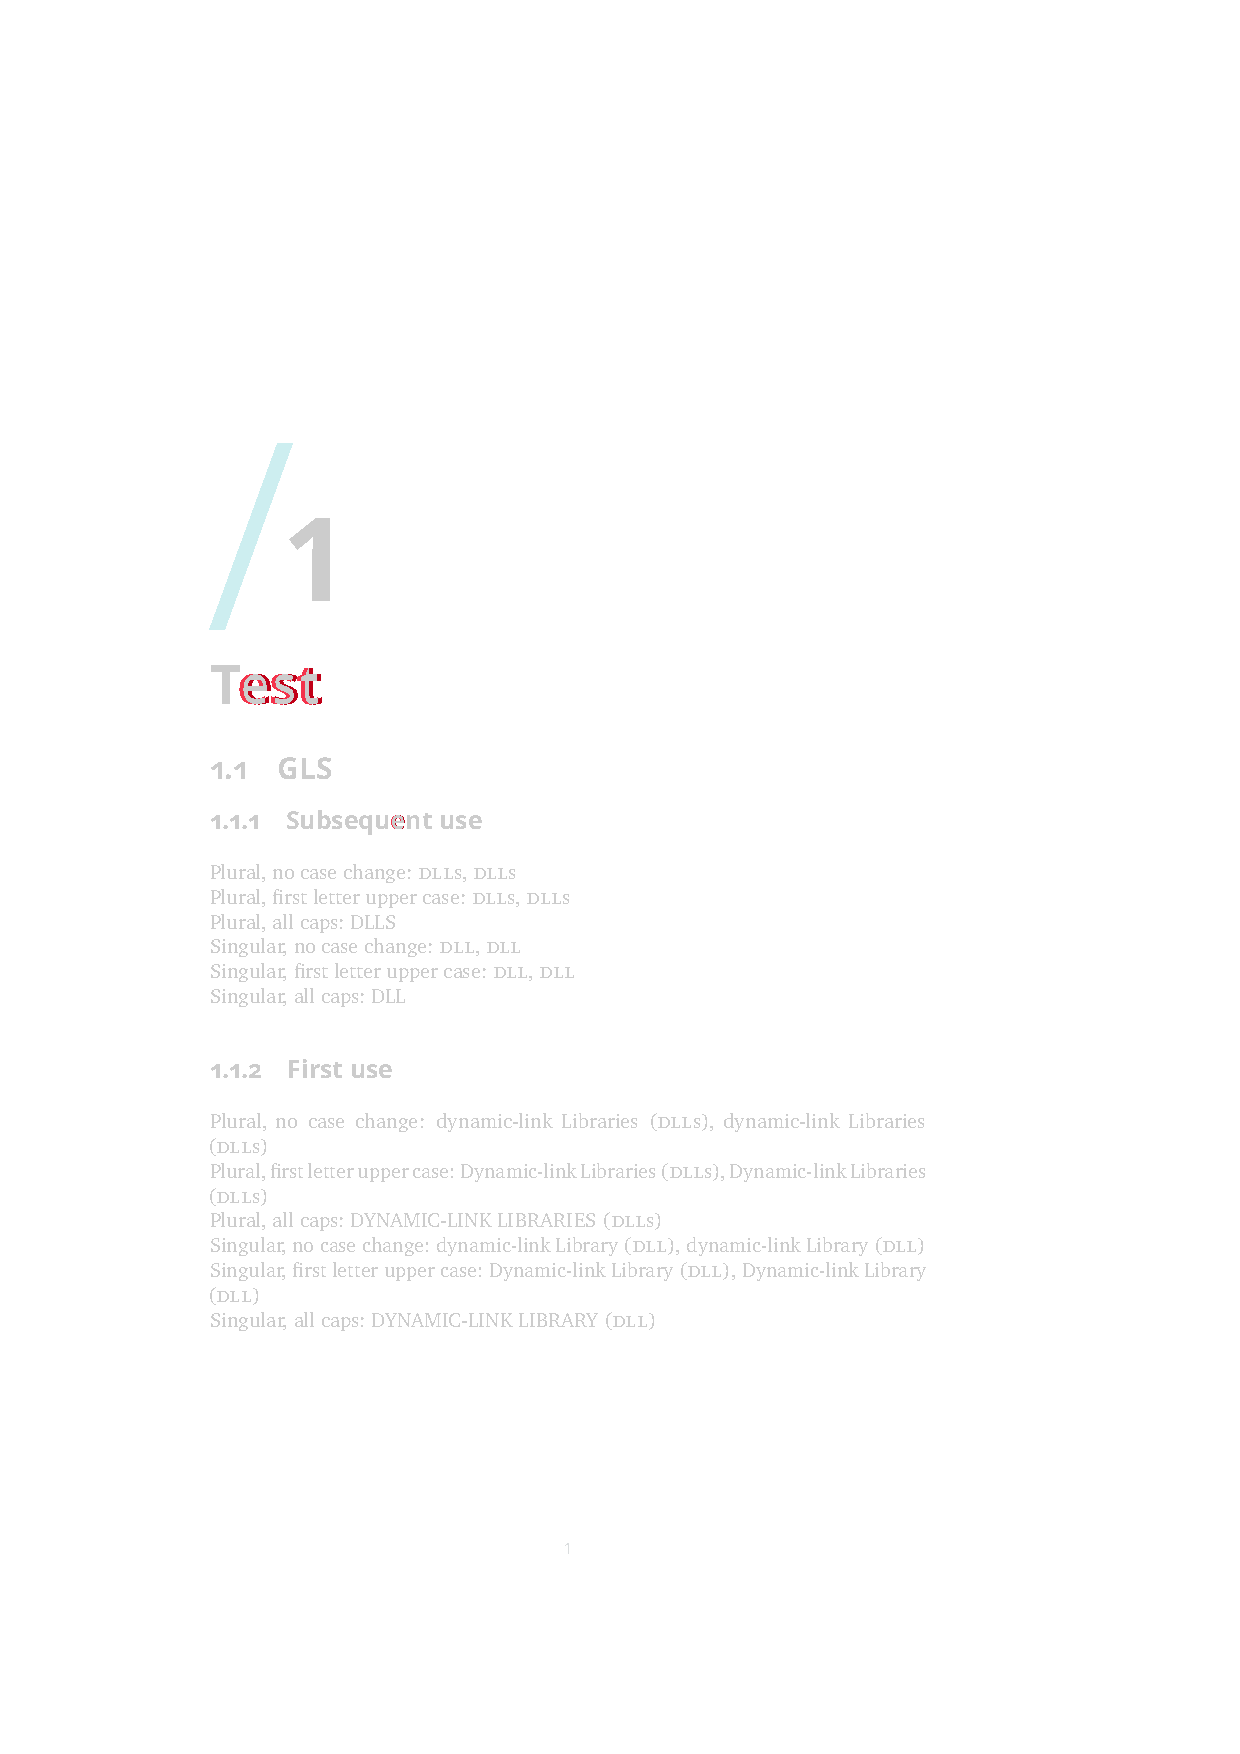 /1
Test
1.1 GLS
1.1.1 Subsequent use
Plural, no case change: DLLs, DLLs
Plural, first letter upper case: DLLs, DLLs
Plural, all caps: DLLS
Singular, no case change: DLL, DLL
Singular, first letter upper case: DLL, DLL
Singular, all caps: DLL
1.1.2 First use
Plural, no case change: dynamic-link Libraries (DLLs), dynamic-link Libraries
(DLLs)
Plural, first letter upper case: Dynamic-link Libraries (DLLs), Dynamic-link Libraries
(DLLs)
Plural, all caps: DYNAMIC-LINK LIBRARIES (DLLs)
Singular, no case change: dynamic-link Library (DLL), dynamic-link Library (DLL)
Singular, first letter upper case: Dynamic-link Library (DLL), Dynamic-link Library
(DLL)
Singular, all caps: DYNAMIC-LINK LIBRARY (DLL)
1